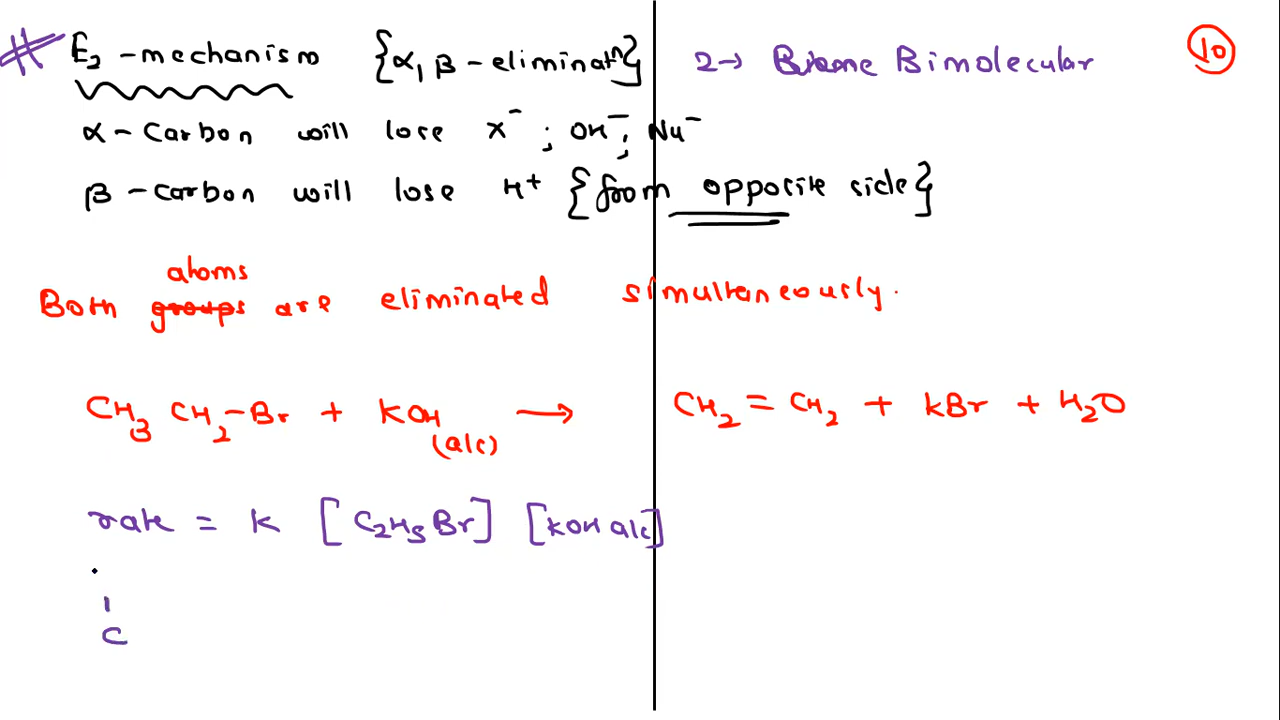 # E₂-mechanism {α, β-eliminatⁿ} 2→ Bimolecular ⑩
α-Carbon will lose X⁻ ; OH⁻ ; Nu⁻
β-carbon will lose H⁺ {from opposite side}
atoms
Both groups are eliminated simultaneously.
CH₃ CH₂-Br + KOH (alc) → CH₂ = CH₂ + KBr + H₂O
rate = k [C₂H₅Br] [KOH alc]
C